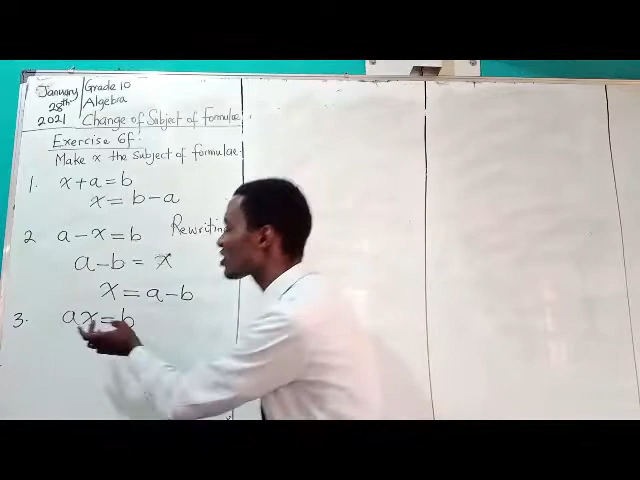 January
28th
2021
Grade 10
Algebra
Change of Subject of Formulae
Exercise 6f:
Make x the subject of formulae.
1. x + a = b
x = b - a
2 a - x = b
Rewriting
a - b = x
x = a - b
3. ax = b